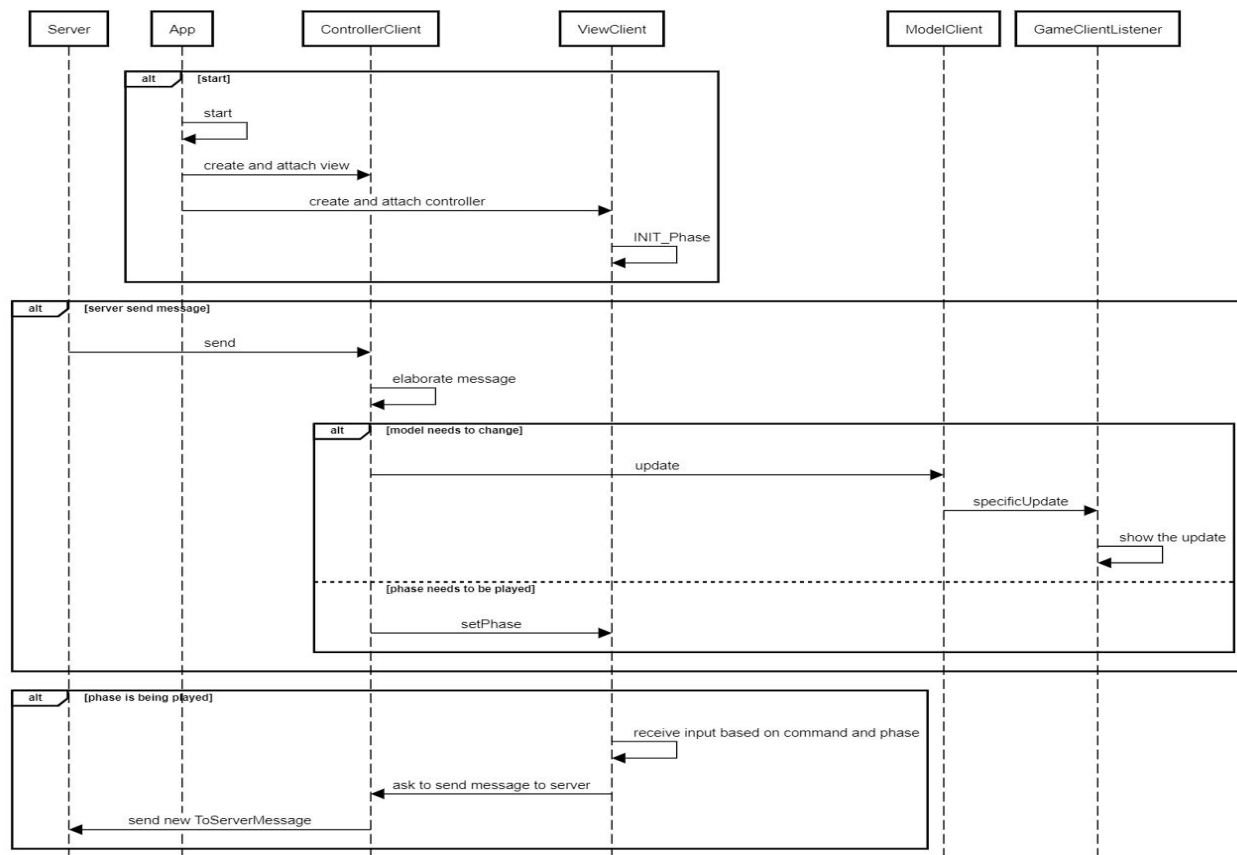 Server
App
ControllerClient
ViewClient
ModelClient
GameClientListener
alt
[start]
start
create and attach view
create and attach controller
INIT_Phase
alt
[server send message]
send
elaborate message
alt
[model needs to change]
update
specificUpdate
show the update
[phase needs to be played]
setPhase
alt
[phase is being played]
receive input based on command and phase
ask to send message to server
send new ToServerMessage